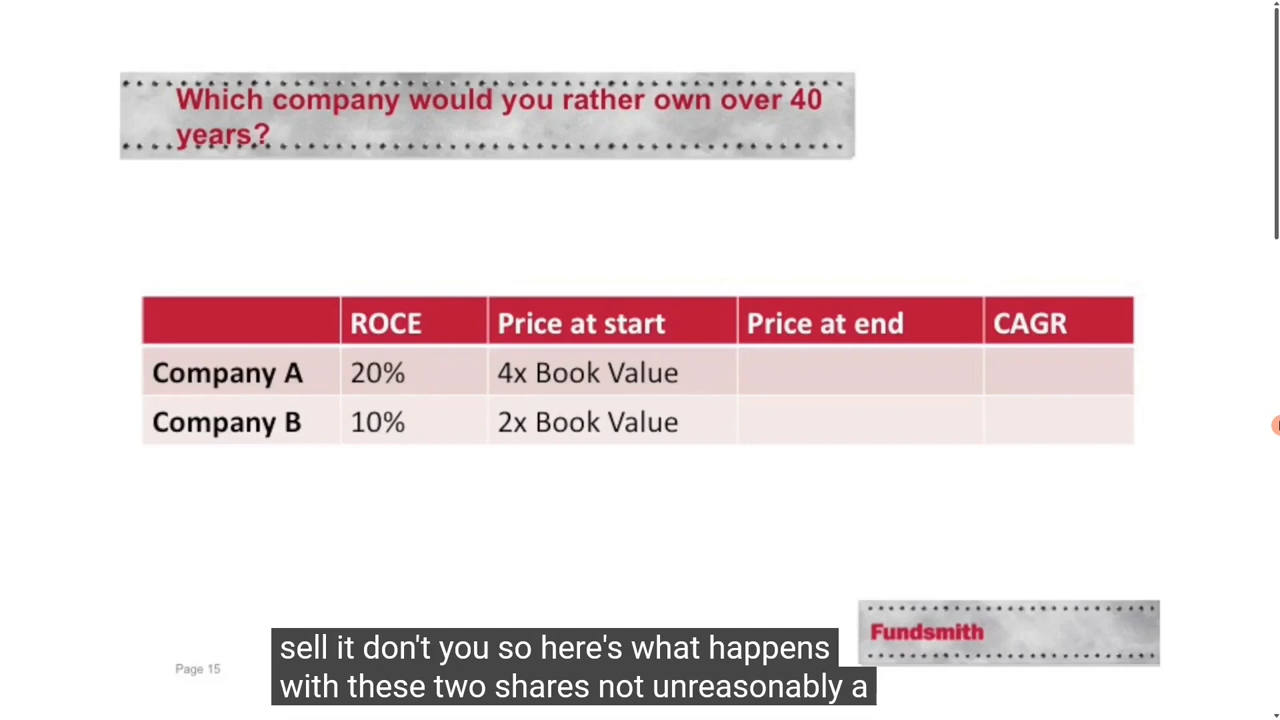 Which company would you rather own over 40
years?
ROCE Price at start Price at end CAGR
Company A 20% 4x Book Value
Company B 10% 2x Book Value
Fundsmith
sell it don't you so here's what happens
with these two shares not unreasonably a
Page 15